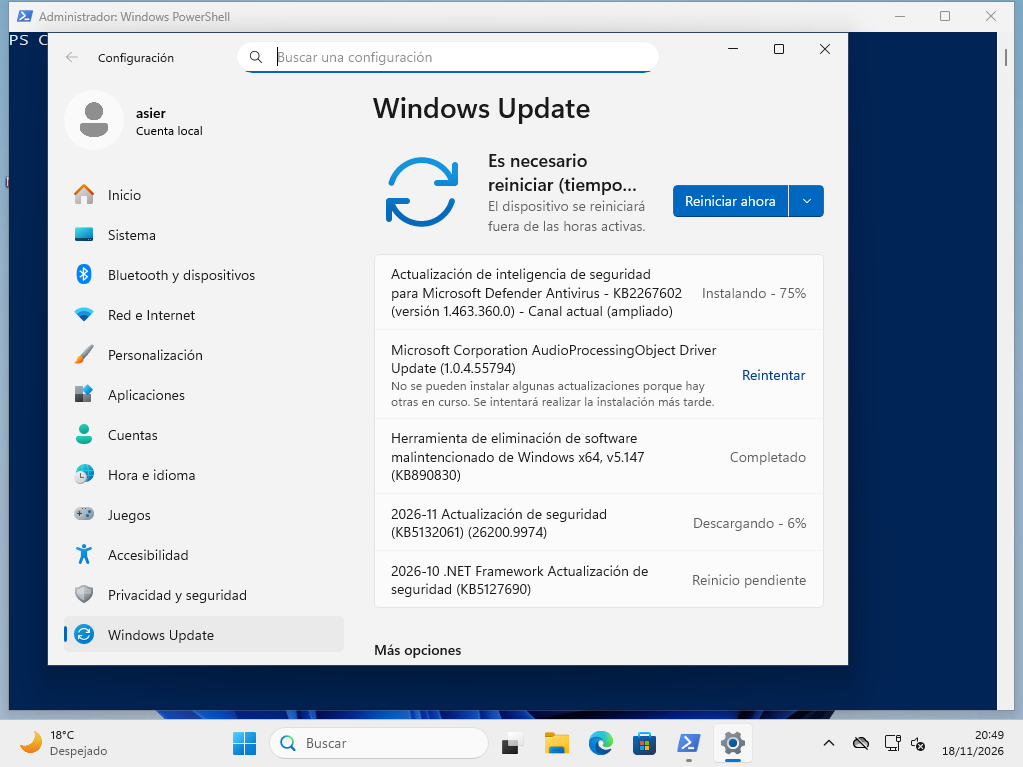 Administrador: Windows PowerShell
PS C
Configuración
Buscar una configuración
asier
Cuenta local
Inicio
Sistema
Bluetooth y dispositivos
Red e Internet
Personalización
Aplicaciones
Cuentas
Hora e idioma
Juegos
Accesibilidad
Privacidad y seguridad
Windows Update
Windows Update
Es necesario
reiniciar (tiempo...
El dispositivo se reiniciará
fuera de las horas activas.
Reiniciar ahora
Actualización de inteligencia de seguridad
para Microsoft Defender Antivirus - KB2267602
(versión 1.463.360.0) - Canal actual (ampliado)
Instalando - 75%
Microsoft Corporation AudioProcessingObject Driver
Update (1.0.4.55794)
No se pueden instalar algunas actualizaciones porque hay
otras en curso. Se intentará realizar la instalación más tarde.
Reintentar
Herramienta de eliminación de software
malintencionado de Windows x64, v5.147
(KB890830)
Completado
2026-11 Actualización de seguridad
(KB5132061) (26200.9974)
Descargando - 6%
2026-10 .NET Framework Actualización de
seguridad (KB5127690)
Reinicio pendiente
Más opciones
18°C
Despejado
Buscar
20:49
18/11/2026